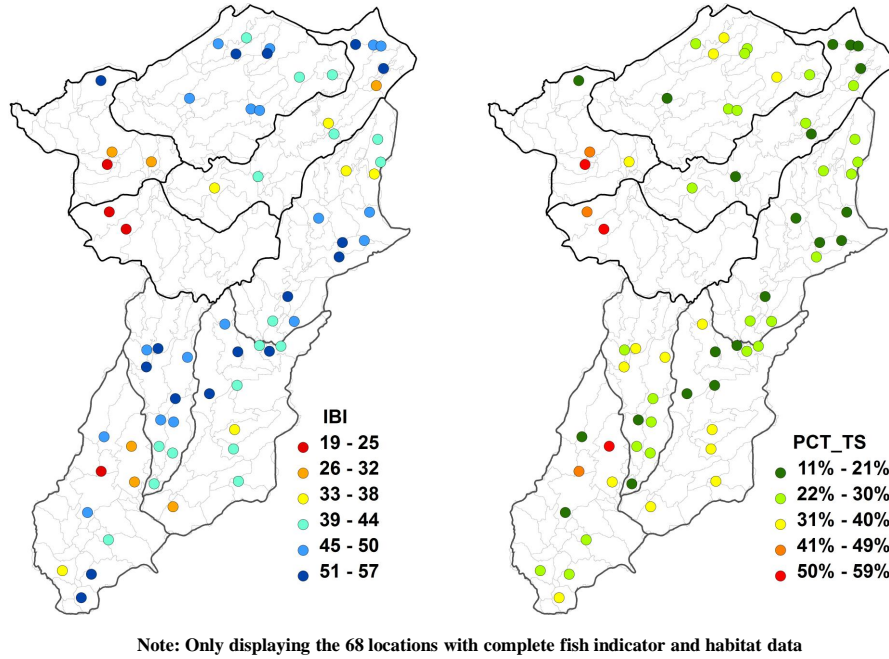 IBI
19 - 25
26 - 32
33 - 38
39 - 44
45 - 50
51 - 57
PCT_TS
11% - 21%
22% - 30%
31% - 40%
41% - 49%
50% - 59%
Note: Only displaying the 68 locations with complete fish indicator and habitat data